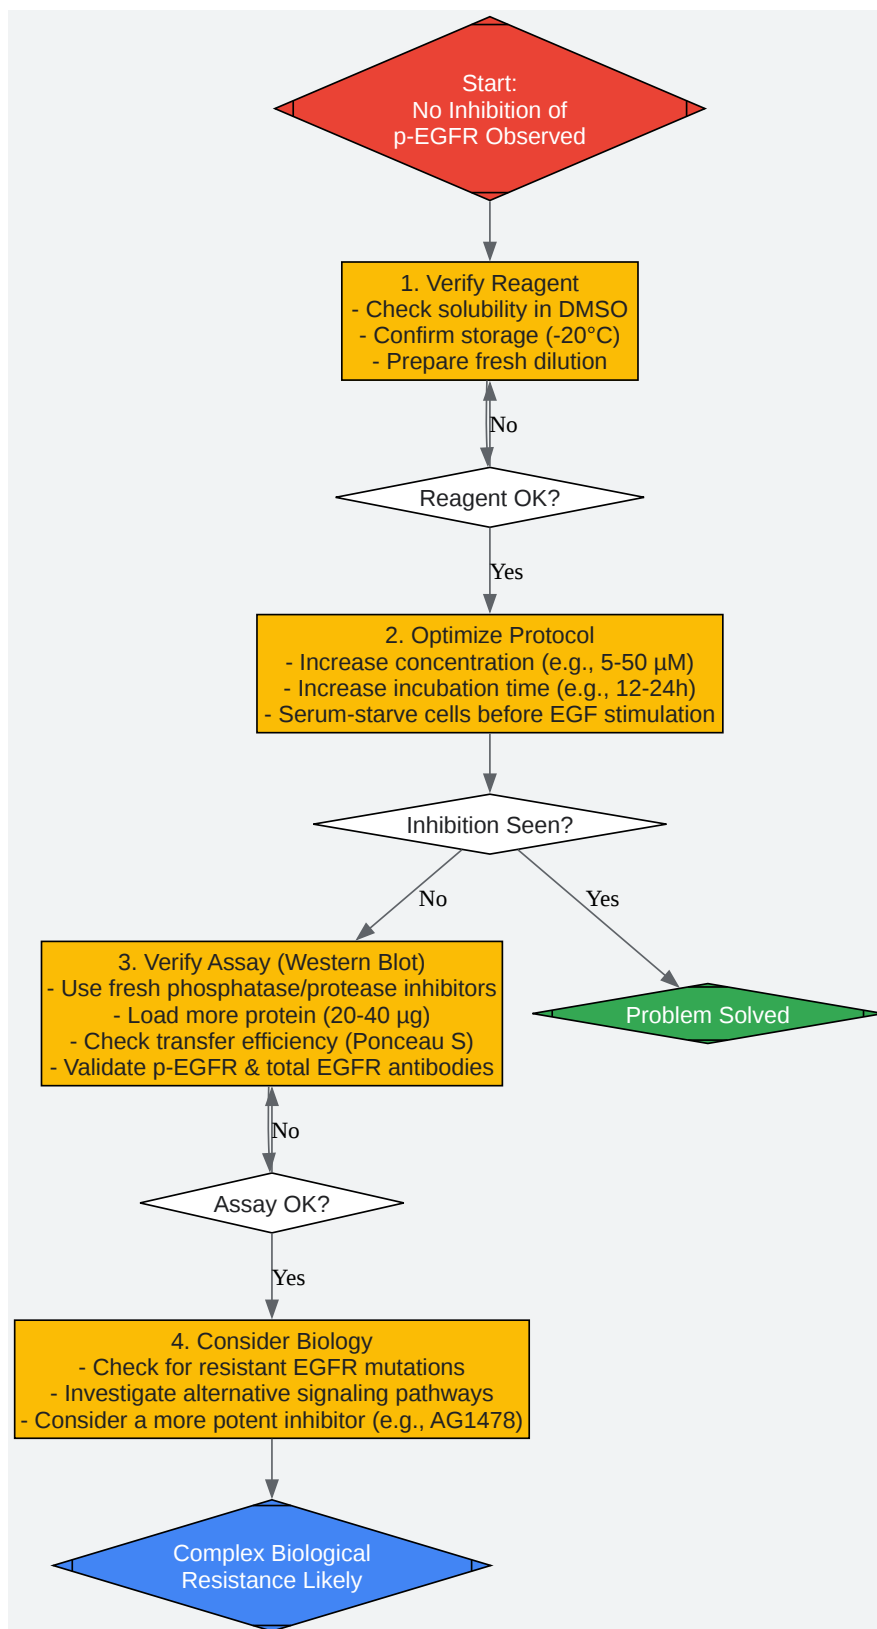 Start:
No Inhibition of
p-EGFR Observed
1. Verify Reagent
- Check solubility in DMSO
- Confirm storage (-20°C)
- Prepare fresh dilution
No
Reagent OK?
Yes
2. Optimize Protocol
- Increase concentration (e.g., 5-50 µM)
- Increase incubation time (e.g., 12-24h)
- Serum-starve cells before EGF stimulation
Inhibition Seen?
No
Yes
3. Verify Assay (Western Blot)
- Use fresh phosphatase/protease inhibitors
- Load more protein (20-40 µg)
- Check transfer efficiency (Ponceau S)
- Validate p-EGFR & total EGFR antibodies
Problem Solved
No
Assay OK?
Yes
4. Consider Biology
- Check for resistant EGFR mutations
- Investigate alternative signaling pathways
- Consider a more potent inhibitor (e.g., AG1478)
Complex Biological
Resistance Likely